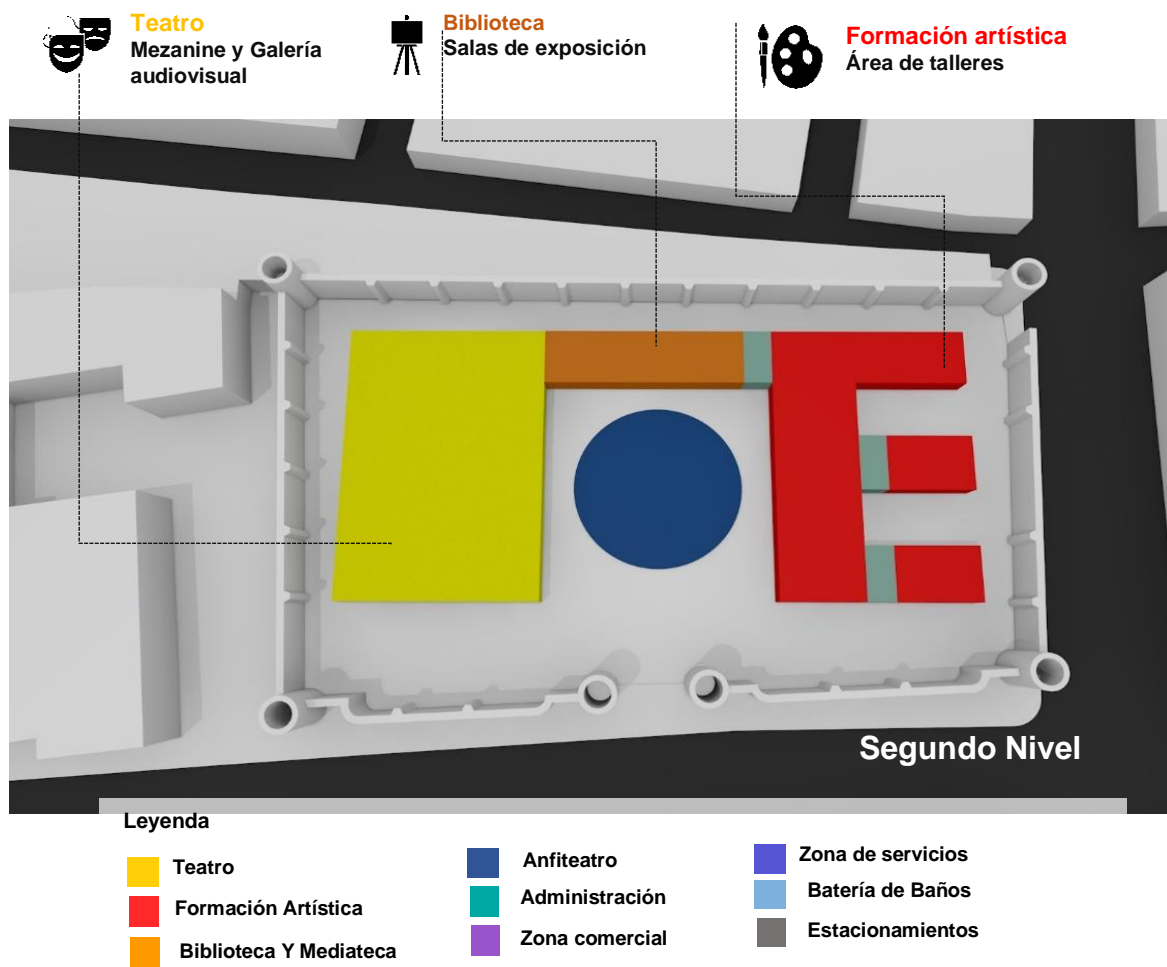 Teatro
Mezanine y Galería
audiovisual
Biblioteca
Salas de exposición
Formación artística
Área de talleres
Segundo Nivel
Leyenda
Teatro
Formación Artística
Biblioteca Y Mediateca
Anfiteatro
Administración
Zona comercial
Zona de servicios
Batería de Baños
Estacionamientos